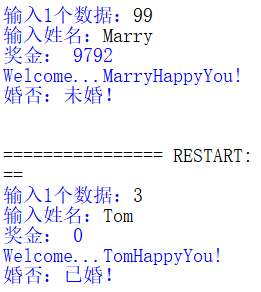 输入1个数据：99
输入姓名：Marry
奖金： 9792
Welcome...MarryHappyYou!
婚否：未婚！
================ RESTART:
==
输入1个数据：3
输入姓名：Tom
奖金： 0
Welcome...TomHappyYou!
婚否：已婚！